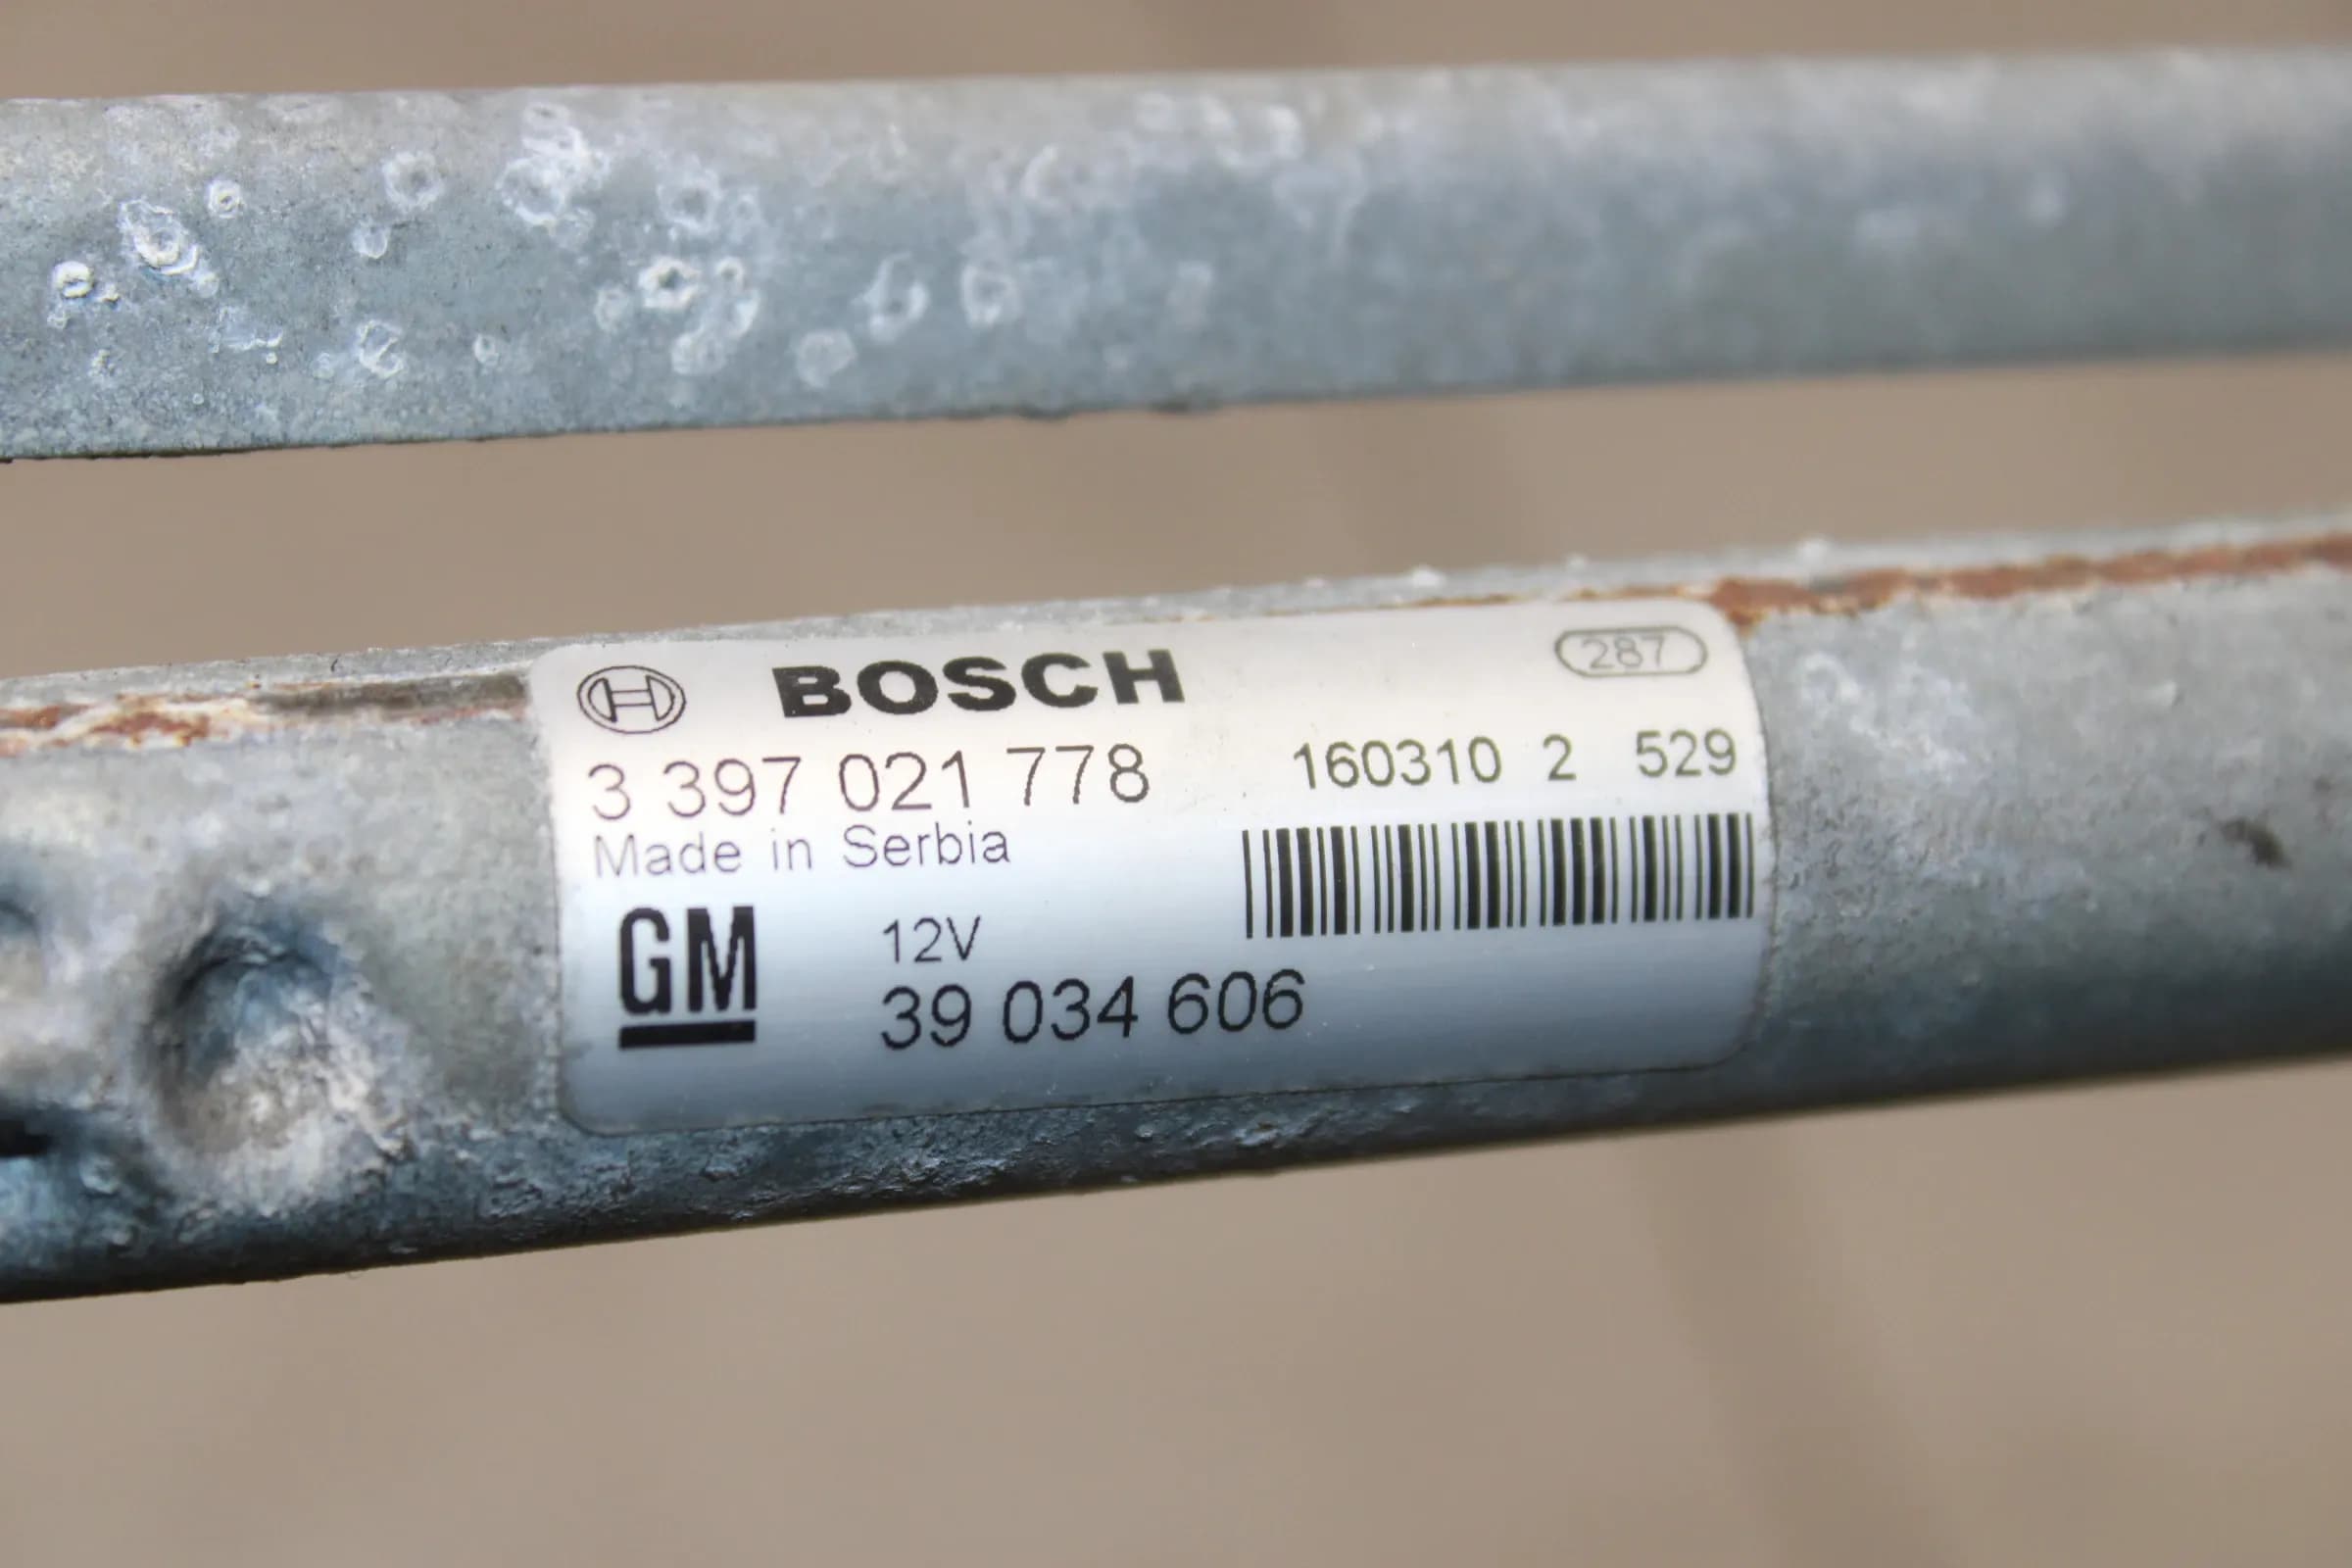 BOSCH 287
3 397 021 778 160310 2 529
Made in Serbia
GM 12V
39 034 606